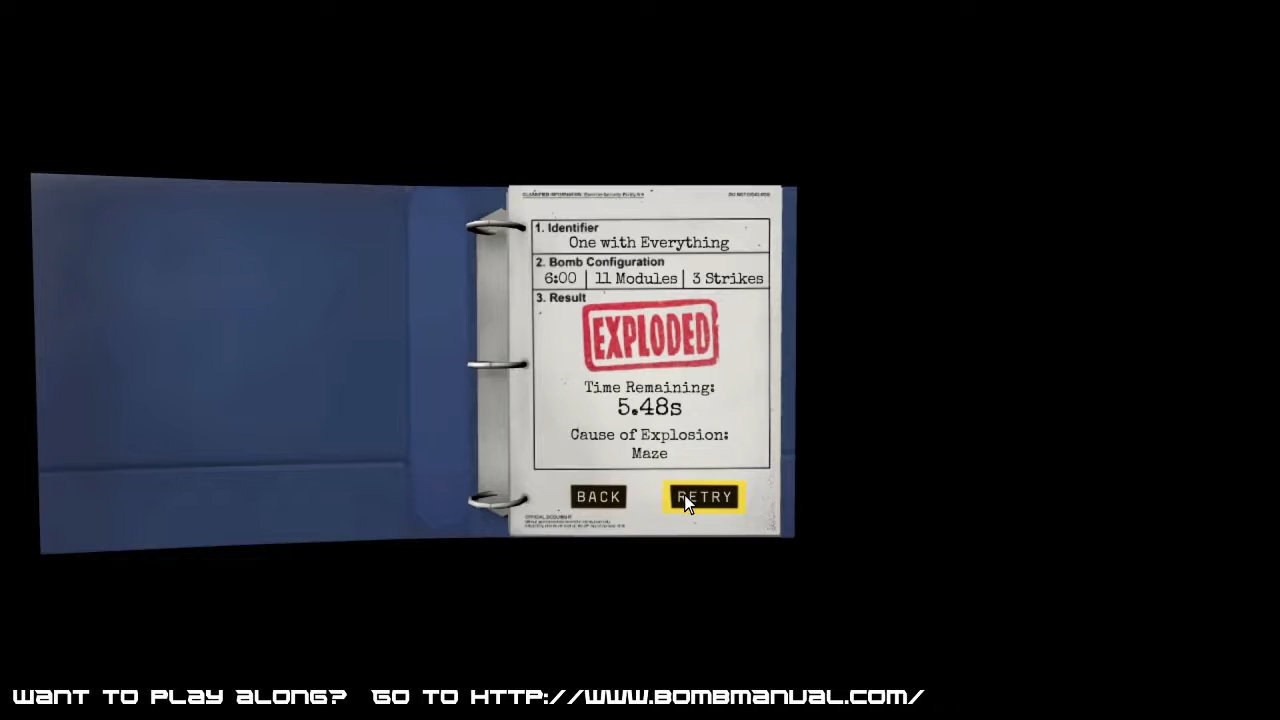 1. Identifier
One with Everything
2. Bomb Configuration
6:00 | 11 Modules | 3 Strikes
3. Result
EXPLODED
Time Remaining:
5.48s
Cause of Explosion:
Maze
BACK RETRY
WANT TO PLAY ALONG? GO TO HTTP://WWW.BOMBMANUAL.COM/